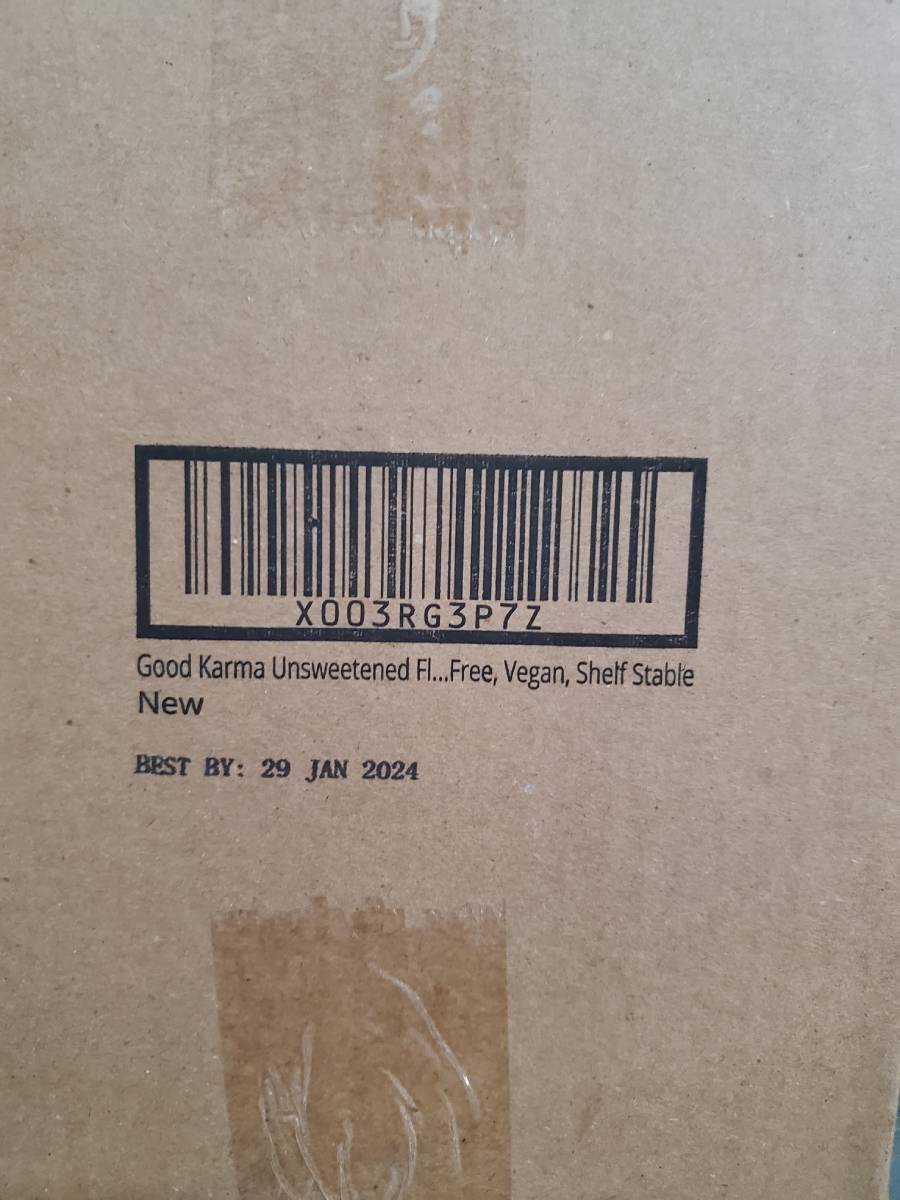 X003RG3P7Z
Good Karma Unsweetened Fl...Free, Vegan, Shelf Stable
New
BEST BY: 29 JAN 2024